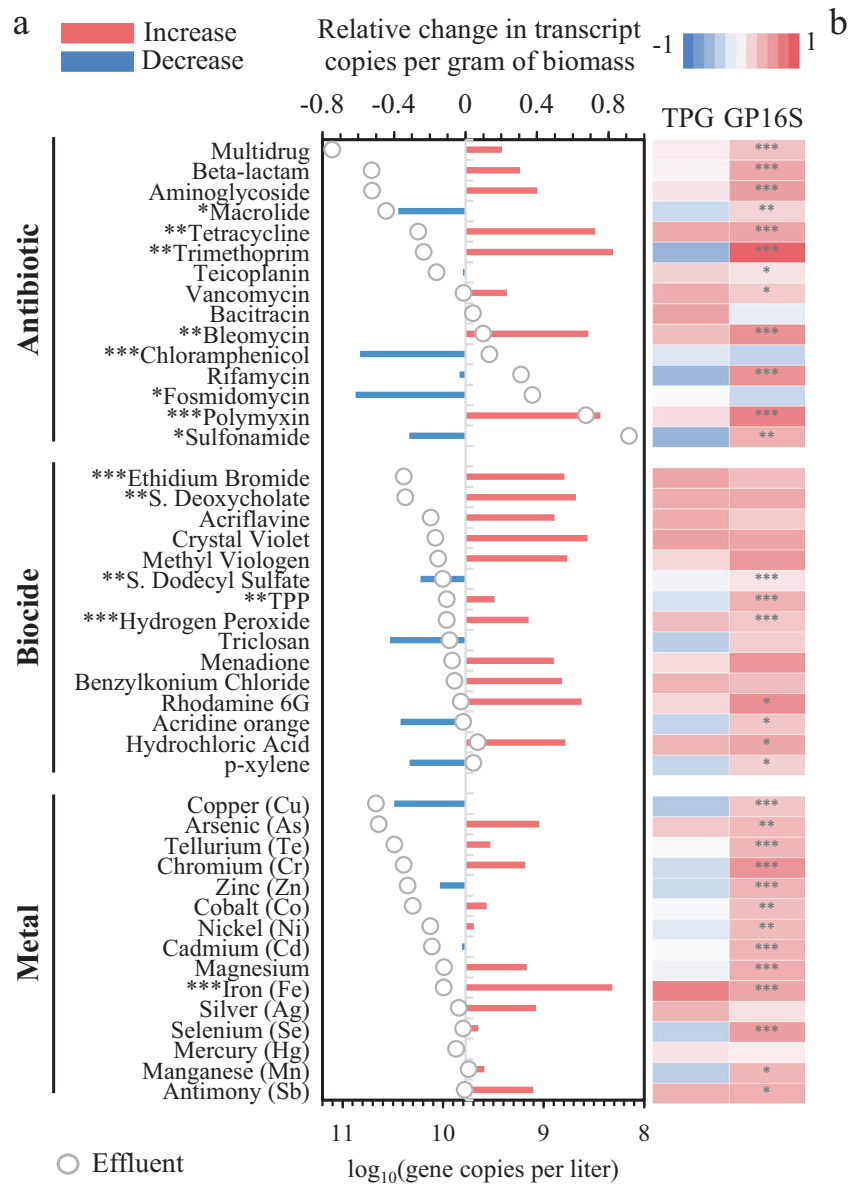 a
Increase
Decrease
Relative change in transcript
copies per gram of biomass
b
-1
1
-0.8
-0.4
0
0.4
0.8
TPG
GP16S
Antibiotic
Multidrug
***
Beta-lactam
***
Aminoglycoside
***
*Macrolide
**
**Tetracycline
***
**Trimethoprim
***
Teicoplanin
*
Vancomycin
*
Bacitracin
**Bleomycin
***
***Chloramphenicol
Rifamycin
***
*Fosmidomycin
***Polymyxin
***
*Sulfonamide
**
Biocide
***Ethidium Bromide
**S. Deoxycholate
Acriflavine
Crystal Violet
Methyl Viologen
**S. Dodecyl Sulfate
***
**TPP
***
***Hydrogen Peroxide
***
Triclosan
Menadione
Benzylkonium Chloride
Rhodamine 6G
*
Acridine orange
*
Hydrochloric Acid
*
p-xylene
*
Metal
Copper (Cu)
***
Arsenic (As)
**
Tellurium (Te)
***
Chromium (Cr)
***
Zinc (Zn)
***
Cobalt (Co)
**
Nickel (Ni)
**
Cadmium (Cd)
***
Magnesium
***
***Iron (Fe)
***
Silver (Ag)
Selenium (Se)
***
Mercury (Hg)
Manganese (Mn)
*
Antimony (Sb)
*
11
10
9
8
Effluent
log10(gene copies per liter)